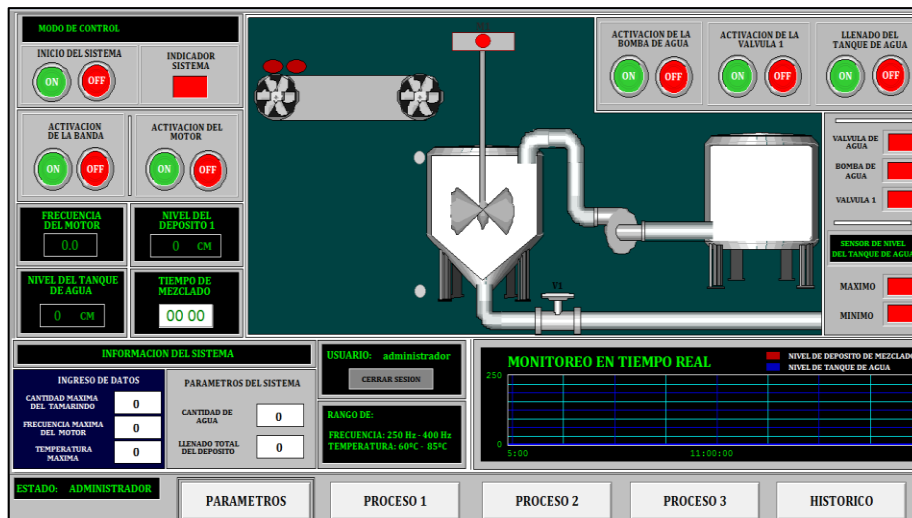 MODO DE CONTROL
INICIO DEL SISTEMA
ON
OFF
INDICADOR
SISTEMA
ACTIVACION
DE LA BANDA
ON
OFF
ACTIVACION DEL
MOTOR
ON
OFF
FRECUENCIA
DEL MOTOR
0.0
NIVEL DEL
DEPOSITO 1
0 CM
NIVEL DEL TANQUE
DE AGUA
0 CM
TIEMPO DE
MEZCLADO
00 00
V1
ACTIVACION DE LA
BOMBA DE AGUA
ON
OFF
ACTIVACION DE LA
VALVULA 1
ON
OFF
LLENADO DEL
TANQUE DE AGUA
ON
OFF
VALVULA DE
AGUA
BOMBA DE
AGUA
VALVULA 1
SENSOR DE NIVEL
DEL TANQUE DE AGUA
MAXIMO
MINIMO
INFORMACION DEL SISTEMA
INGRESO DE DATOS
CANTIDAD MAXIMA
DEL TAMARINDO
0
FRECUENCIA MAXIMA
DEL MOTOR
0
TEMPERATURA
MAXIMA
0
PARAMETROS DEL SISTEMA
CANTIDAD DE
AGUA
0
LLENADO TOTAL
DEL DEPOSITO
0
USUARIO: administrador
CERRAR SESION
RANGO DE:
FRECUENCIA: 250 Hz - 400 Hz
TEMPERATURA: 60ºC - 85ºC
MONITOREO EN TIEMPO REAL
NIVEL DE DEPOSITO DE MEZCLADO
NIVEL DE TANQUE DE AGUA
250
0
5:00
11:00:00
ESTADO: ADMINISTRADOR
PARAMETROS
PROCESO 1
PROCESO 2
PROCESO 3
HISTORICO